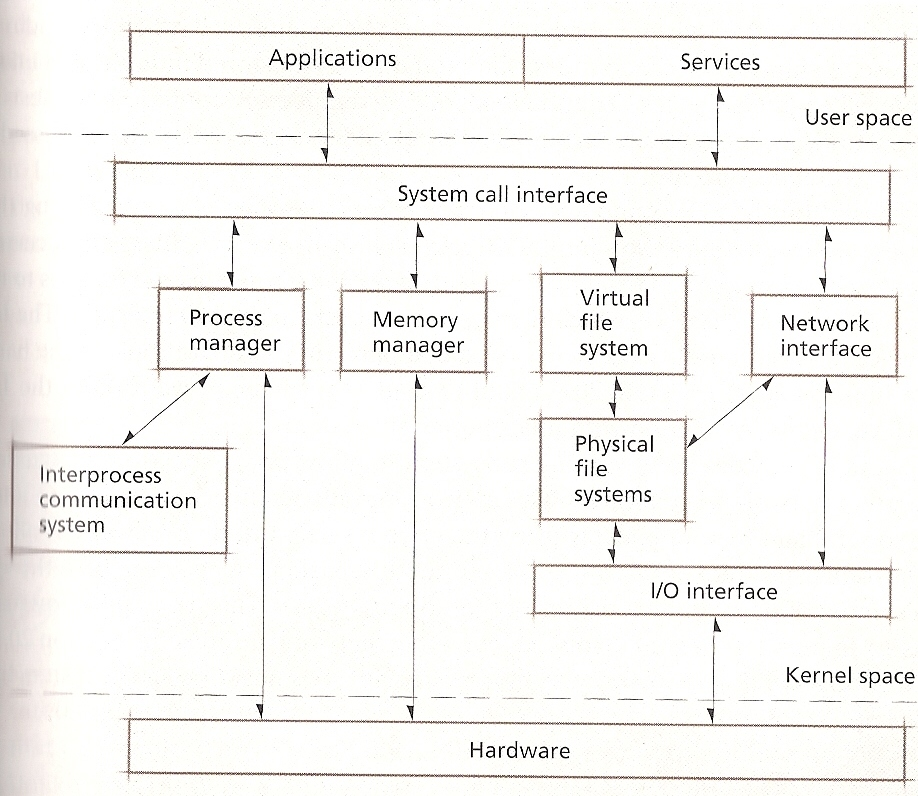 Applications
Services
User space
System call interface
Process
manager
Memory
manager
Virtual
file
system
Network
interface
Interprocess
communication
system
Physical
file
systems
I/O interface
Kernel space
Hardware